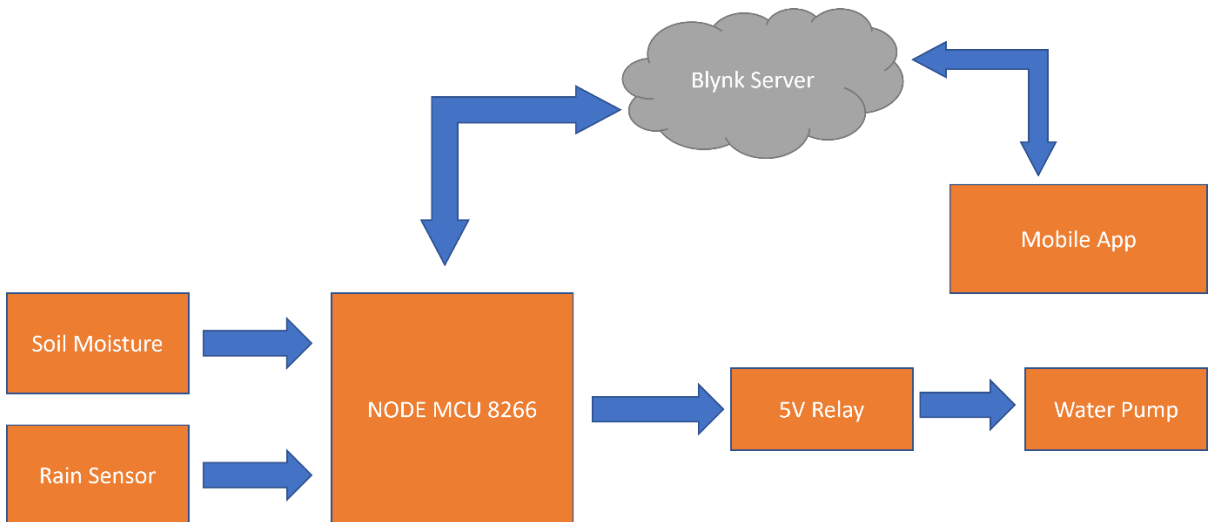 Blynk Server
Mobile App
Soil Moisture
NODE MCU 8266
5V Relay
Water Pump
Rain Sensor